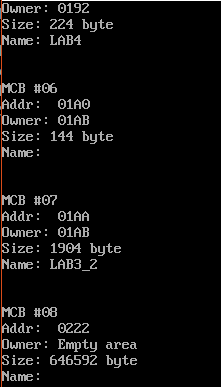 Owner: 0192
Size: 224 byte
Name: LAB4
MCB #06
Addr:  01A0
Owner: 01AB
Size: 144 byte
Name:
MCB #07
Addr:  01AA
Owner: 01AB
Size: 1904 byte
Name: LAB3_2
MCB #08
Addr:  0222
Owner: Empty area
Size: 646592 byte
Name: